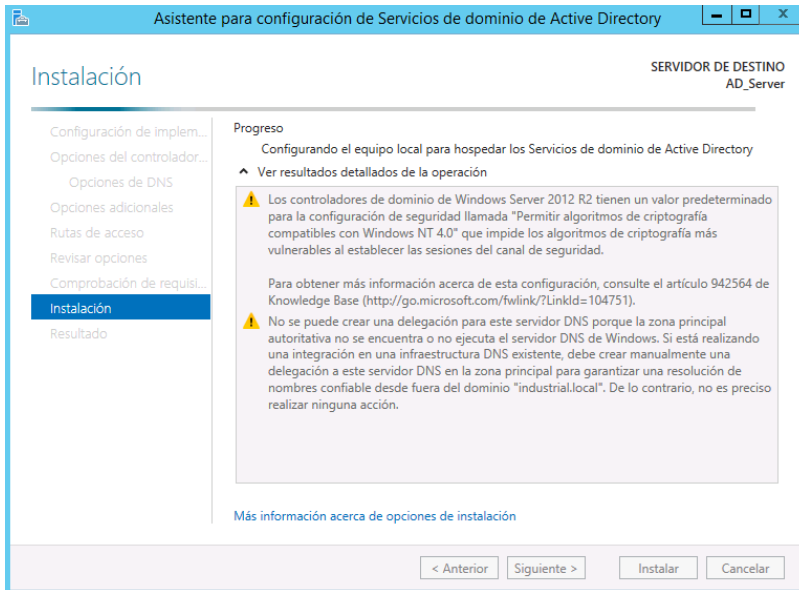 Asistente para configuración de Servicios de dominio de Active Directory
Instalación
SERVIDOR DE DESTINO
AD_Server
Configuración de implem...
Opciones del controlador...
Opciones de DNS
Opciones adicionales
Rutas de acceso
Revisar opciones
Comprobación de requisi...
Instalación
Resultado
Progreso
Configurando el equipo local para hospedar los Servicios de dominio de Active Directory
Ver resultados detallados de la operación
Los controladores de dominio de Windows Server 2012 R2 tienen un valor predeterminado
para la configuración de seguridad llamada "Permitir algoritmos de criptografía
compatibles con Windows NT 4.0" que impide los algoritmos de criptografía más
vulnerables al establecer las sesiones del canal de seguridad.
Para obtener más información acerca de esta configuración, consulte el artículo 942564 de
Knowledge Base (http://go.microsoft.com/fwlink/?LinkId=104751).
No se puede crear una delegación para este servidor DNS porque la zona principal
autoritativa no se encuentra o no ejecuta el servidor DNS de Windows. Si está realizando
una integración en una infraestructura DNS existente, debe crear manualmente una
delegación a este servidor DNS en la zona principal para garantizar una resolución de
nombres confiable desde fuera del dominio "industrial.local". De lo contrario, no es preciso
realizar ninguna acción.
Más información acerca de opciones de instalación
< Anterior
Siguiente >
Instalar
Cancelar